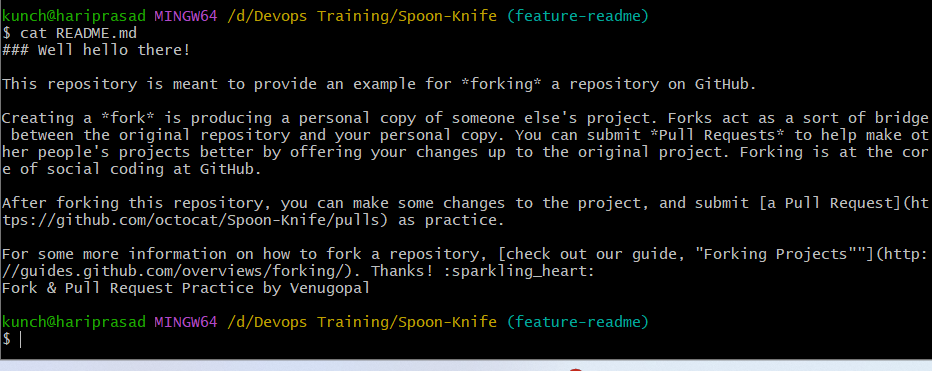 kunch@hariprasad MINGW64 /d/Devops Training/Spoon-Knife (feature-readme)
$ cat README.md
### Well hello there!
This repository is meant to provide an example for *forking* a repository on GitHub.
Creating a *fork* is producing a personal copy of someone else's project. Forks act as a sort of bridge
 between the original repository and your personal copy. You can submit *Pull Requests* to help make ot
her people's projects better by offering your changes up to the original project. Forking is at the cor
e of social coding at GitHub.
After forking this repository, you can make some changes to the project, and submit [a Pull Request](ht
tps://github.com/octocat/Spoon-Knife/pulls) as practice.
For some more information on how to fork a repository, [check out our guide, "Forking Projects""](http:
//guides.github.com/overviews/forking/). Thanks! :sparkling_heart:
Fork & Pull Request Practice by Venugopal
kunch@hariprasad MINGW64 /d/Devops Training/Spoon-Knife (feature-readme)
$